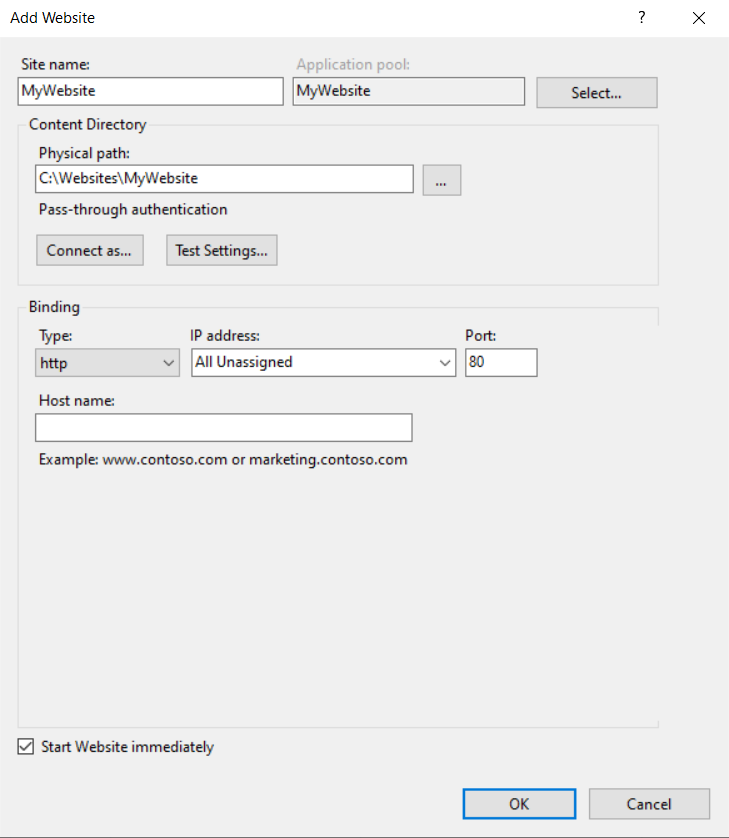 Add Website
?
Site name:
Application pool:
MyWebsite
MyWebsite
Select...
Content Directory
Physical path:
C:\Websites\MyWebsite
...
Pass-through authentication
Connect as...
Test Settings...
Binding
Type:
IP address:
Port:
http
All Unassigned
80
Host name:
Example: www.contoso.com or marketing.contoso.com
Start Website immediately
OK
Cancel